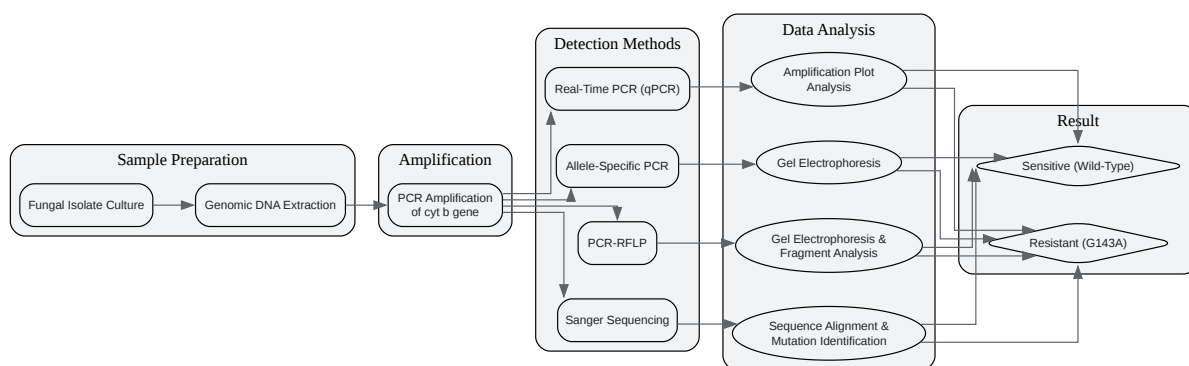 Sample Preparation
Fungal Isolate Culture
Genomic DNA Extraction
Amplification
PCR Amplification
of cyt b gene
Detection Methods
Real-Time PCR (qPCR)
Allele-Specific PCR
PCR-RFLP
Sanger Sequencing
Data Analysis
Amplification Plot
Analysis
Gel Electrophoresis
Gel Electrophoresis &
Fragment Analysis
Sequence Alignment &
Mutation Identification
Result
Sensitive (Wild-Type)
Resistant (G143A)